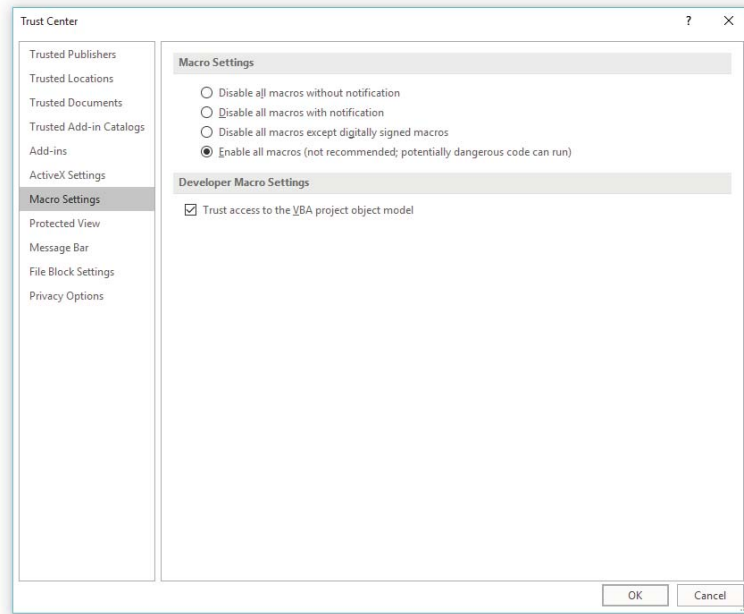 Trust Center
?
Trusted Publishers
Trusted Locations
Trusted Documents
Trusted Add-in Catalogs
Add-ins
ActiveX Settings
Macro Settings
Protected View
Message Bar
File Block Settings
Privacy Options
Macro Settings
Disable all macros without notification
Disable all macros with notification
Disable all macros except digitally signed macros
Enable all macros (not recommended; potentially dangerous code can run)
Developer Macro Settings
Trust access to the VBA project object model
OK
Cancel